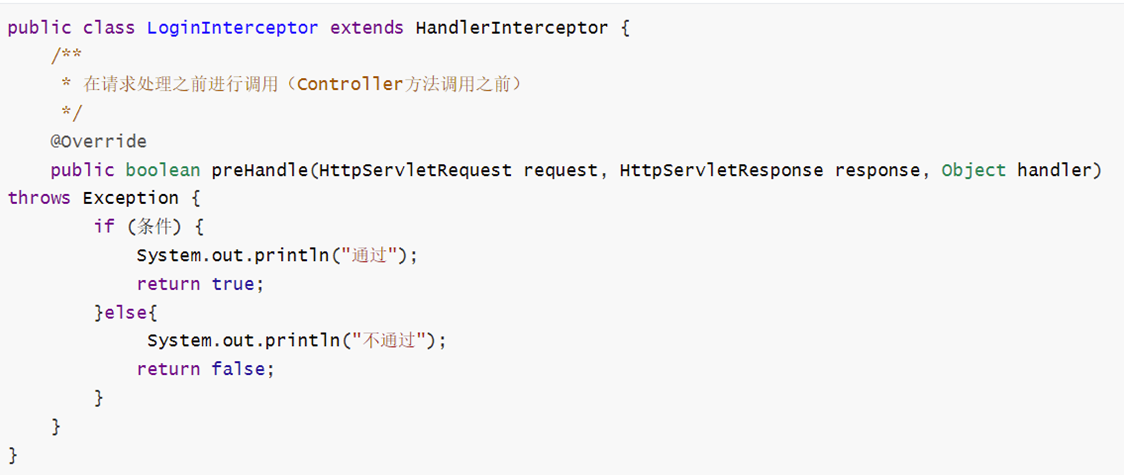 public class LoginInterceptor extends HandlerInterceptor {
    /**
     * 在请求处理之前进行调用（Controller方法调用之前）
     */
    @Override
    public boolean preHandle(HttpServletRequest request, HttpServletResponse response, Object handler)
throws Exception {
        if (条件) {
            System.out.println("通过");
            return true;
        }else{
             System.out.println("不通过");
            return false;
        }
    }
}